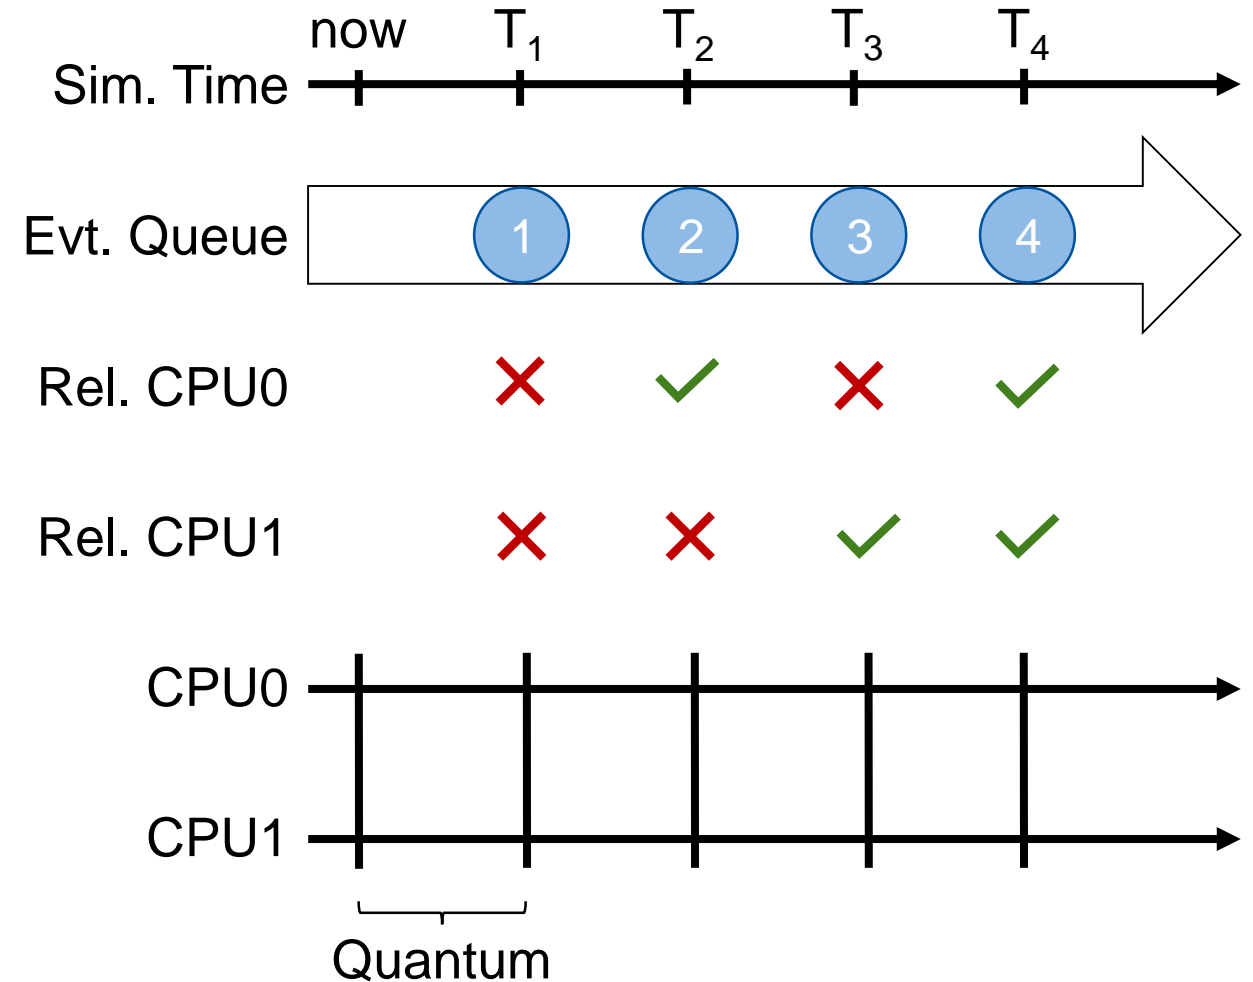 now T1 T2 T3 T4
Sim. Time
Evt. Queue 1 2 3 4
Rel. CPU0
Rel. CPU1
CPU0
CPU1
Quantum